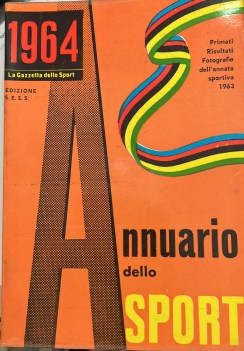 1964
La Gazzetta dello Sport
EDIZIONE
S.E.S.S.
Primati
Risultati
Fotografie
dell'annata
sportiva
1963
Annuario
dello
SPORT